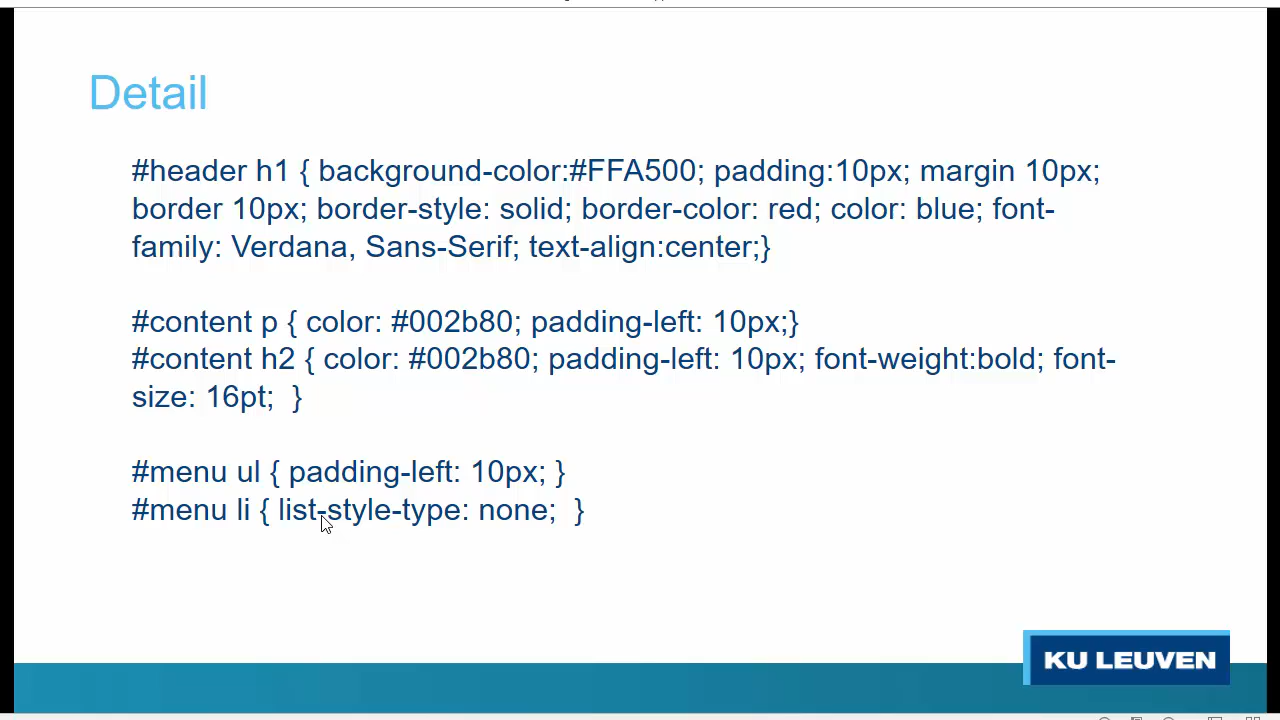 Detail
#header h1 { background-color:#FFA500; padding:10px; margin 10px;
border 10px; border-style: solid; border-color: red; color: blue; font-
family: Verdana, Sans-Serif; text-align:center;}
#content p { color: #002b80; padding-left: 10px;}
#content h2 { color: #002b80; padding-left: 10px; font-weight:bold; font-
size: 16pt;  }
#menu ul { padding-left: 10px; }
#menu li { list-style-type: none;  }
KU LEUVEN